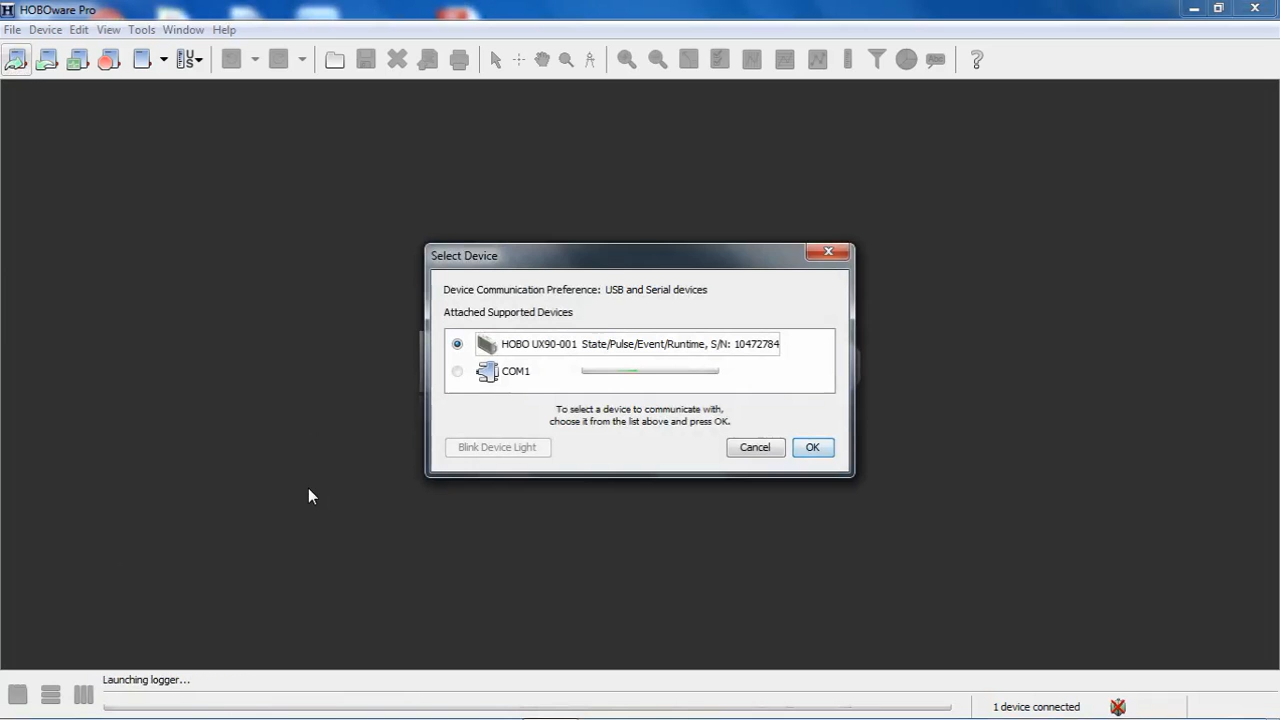 HOBOware Pro
File Device Edit View Tools Window Help
Select Device
Device Communication Preference: USB and Serial devices
Attached Supported Devices
HOBO UX90-001 State/Pulse/Event/Runtime, S/N: 10472784
COM1
To select a device to communicate with,
choose it from the list above and press OK.
Blink Device Light Cancel OK
Launching logger...
1 device connected